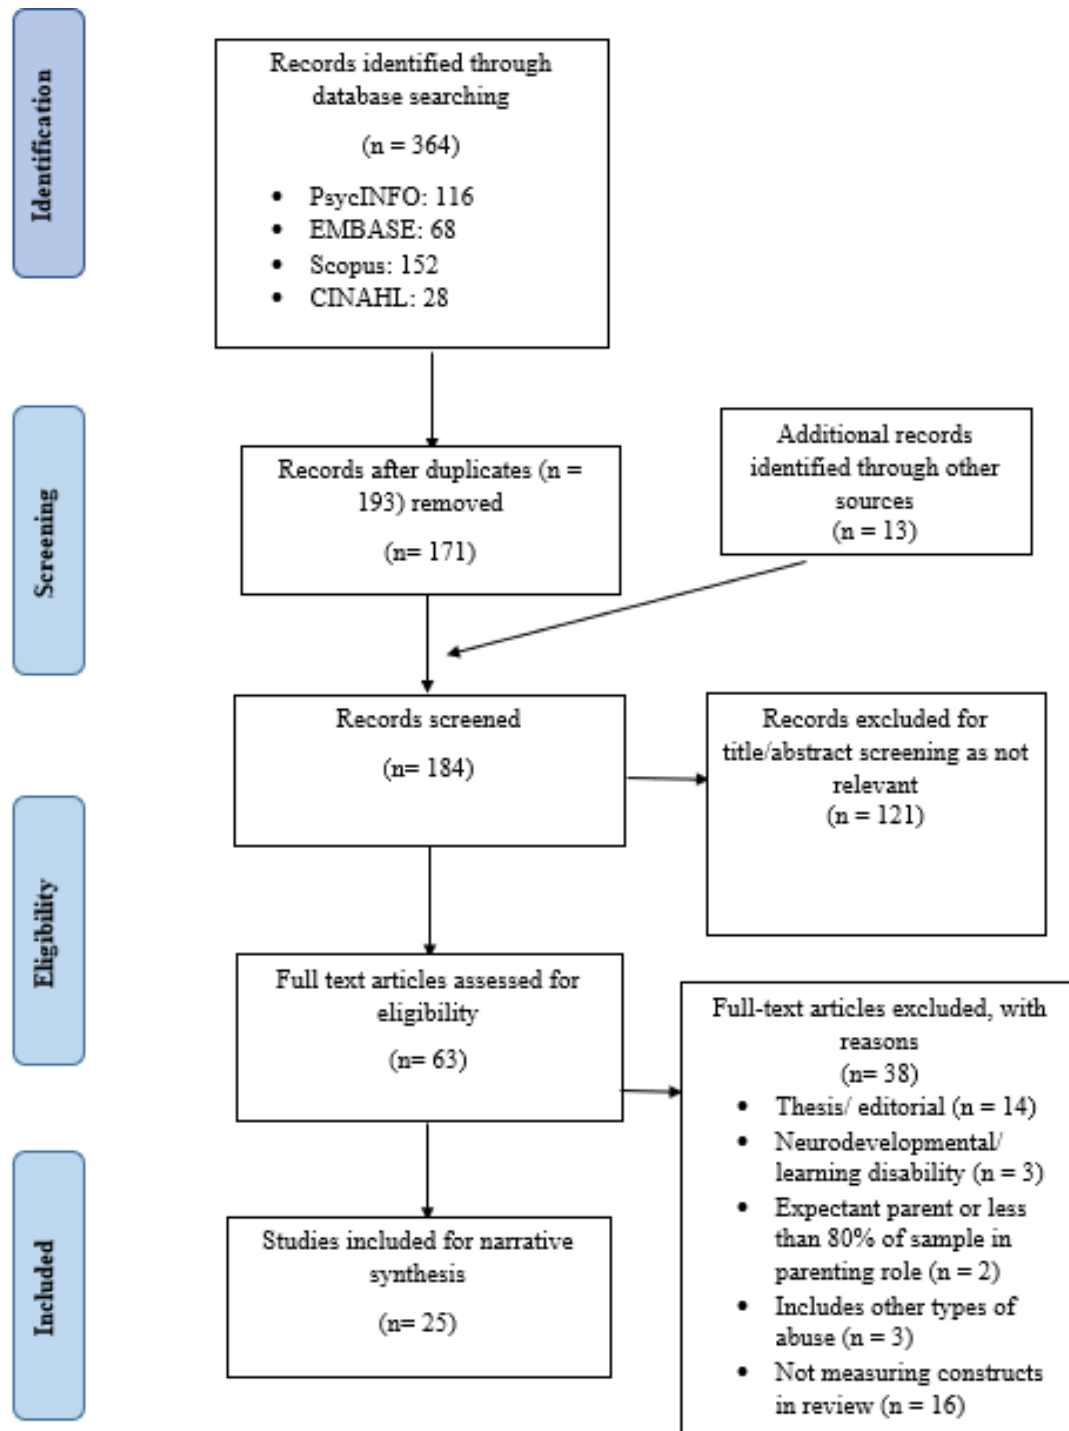 Identification
Records identified through
database searching
(n = 364)
• PsycINFO: 116
• EMBASE: 68
• Scopus: 152
• CINAHL: 28
Screening
Records after duplicates (n =
193) removed
(n= 171)
Additional records
identified through other
sources
(n = 13)
Records screened
(n= 184)
Records excluded for
title/abstract screening as not
relevant
(n = 121)
Eligibility
Full text articles assessed for
eligibility
(n= 63)
Full-text articles excluded, with
reasons
(n= 38)
• Thesis/ editorial (n = 14)
• Neurodevelopmental/
learning disability (n = 3)
• Expectant parent or less
than 80% of sample in
parenting role (n = 2)
• Includes other types of
abuse (n = 3)
• Not measuring constructs
in review (n = 16)
Included
Studies included for narrative
synthesis
(n= 25)